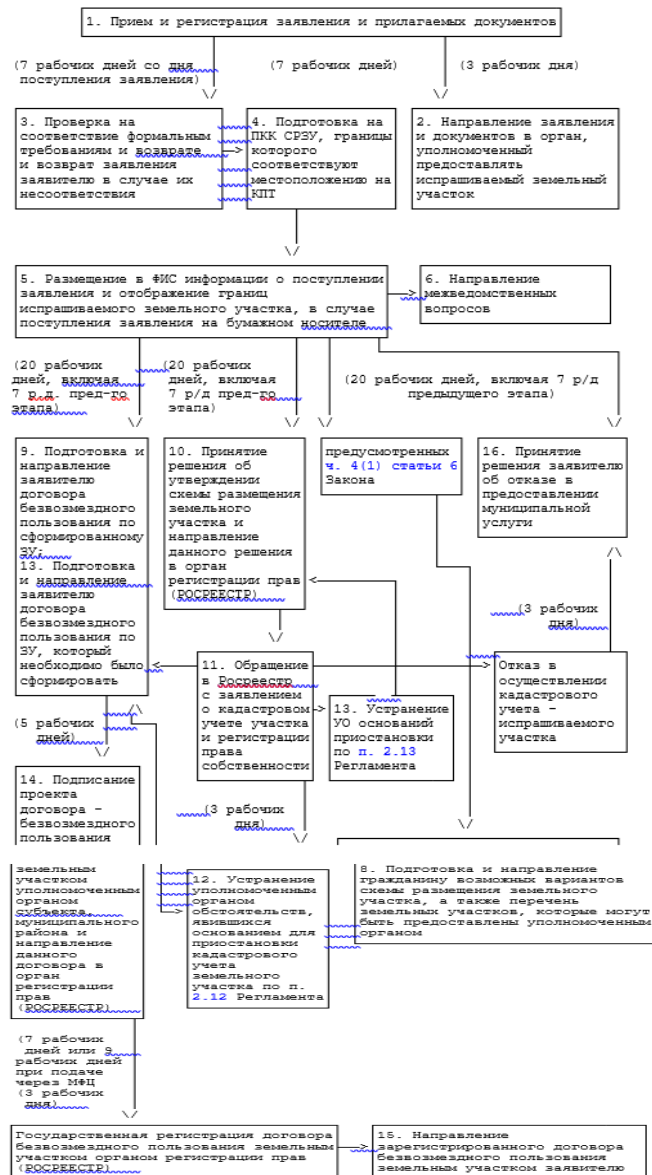 1. Прием и регистрация заявления и прилагаемых документов
(7 рабочих дней со дня
поступления заявления)
(7 рабочих дней)
(3 рабочих дня)
3. Проверка на
соответствие формальным
требованиям и возврате
и возврат заявления
заявителю в случае их
несоответствия
4. Подготовка на
ПКК СРЗУ, границы
которого
соответствуют
местоположению на
КПТ
2. Направление заявления
и документов в орган,
уполномоченный
предоставлять
испрашиваемый земельный
участок
5. Размещение в ФИС информации о поступлении
заявления и отображение границ
испрашиваемого земельного участка, в случае
поступления заявления на бумажном носителе
6. Направление
межведомственных
вопросов
(20 рабочих
дней, включая
7 р.д. пред-го
этапа)
(20 рабочих
дней, включая
7 р/д пред-го
этапа)
(20 рабочих дней, включая 7 р/д
предыдущего этапа)
9. Подготовка и
направление
заявителю
договора
безвозмездного
пользования по
сформированному
ЗУ;
13. Подготовка
и направление
заявителю
договора
безвозмездного
пользования по
ЗУ, который
необходимо было
сформировать
10. Принятие
решения об
утверждении
схемы размещения
земельного
участка и
направление
данного решения
в орган
регистрации прав
(РОСРЕЕСТР)
предусмотренных
ч. 4(1) статьи 6
Закона
16. Принятие
решения заявителю
об отказе в
предоставлении
муниципальной
услуги
(3 рабочих
дня)
11. Обращение
в Росреестр
с заявлением
о кадастровом
учете участка
и регистрации
права
собственности
13. Устранение
УО оснований
приостановки
по п. 2.13
Регламента
Отказ в
осуществлении
кадастрового
учета -
испрашиваемого
участка
(5 рабочих
дней)
14. Подписание
проекта
договора -
безвозмездного
пользования
(3 рабочих
дня)
земельным
участком
уполномоченным
органом
субъекта,
муниципального
района и
направление
данного
договора в
орган
регистрации
прав
(РОСРЕЕСТР)
12. Устранение
уполномоченным
органом
обстоятельств,
явившихся
основанием для
приостановки
кадастрового
учета
земельного
участка по п.
2.12 Регламента
8. Подготовка и направление
гражданину возможных вариантов
схемы размещения земельного
участка, а также перечень
земельных участков, которые могут
быть предоставлены уполномоченным
органом
(7 рабочих
дней или 9
рабочих дней
при подаче
через МФЦ
(3 рабочих
дня)
Государственная регистрация договора
безвозмездного пользования земельным
участком органом регистрации прав
(РОСРЕЕСТР)
15. Направление
зарегистрированного договора
безвозмездного пользования
земельным участком заявителю